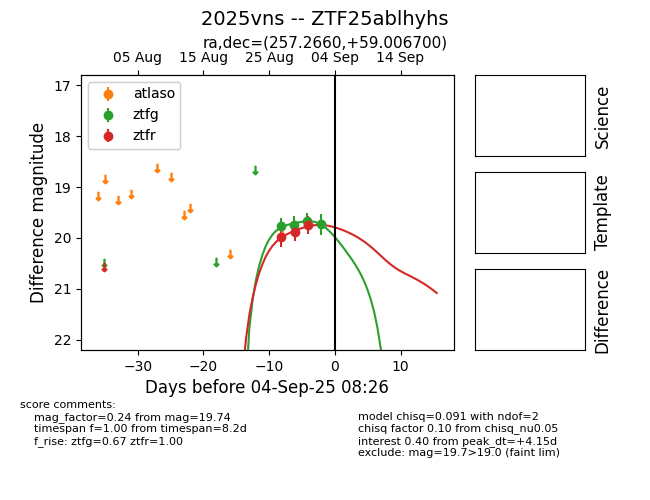 2025vns -- ZTF25ablhyhs
ra,dec=(257.2660,+59.006700)
05 Aug 15 Aug 25 Aug 04 Sep 14 Sep
atlaso
ztfg
ztfr
17
18
19
20
21
22
Difference magnitude
−30 −20 −10 0 10
Days before 04-Sep-25 08:26
Science
Template
Difference
score comments:
mag_factor=0.24 from mag=19.74
timespan f=1.00 from timespan=8.2d
f_rise: ztfg=0.67 ztfr=1.00
model chisq=0.091 with ndof=2
chisq factor 0.10 from chisq_nu0.05
interest 0.40 from peak_dt=+4.15d
exclude: mag=19.7>19.0 (faint lim)